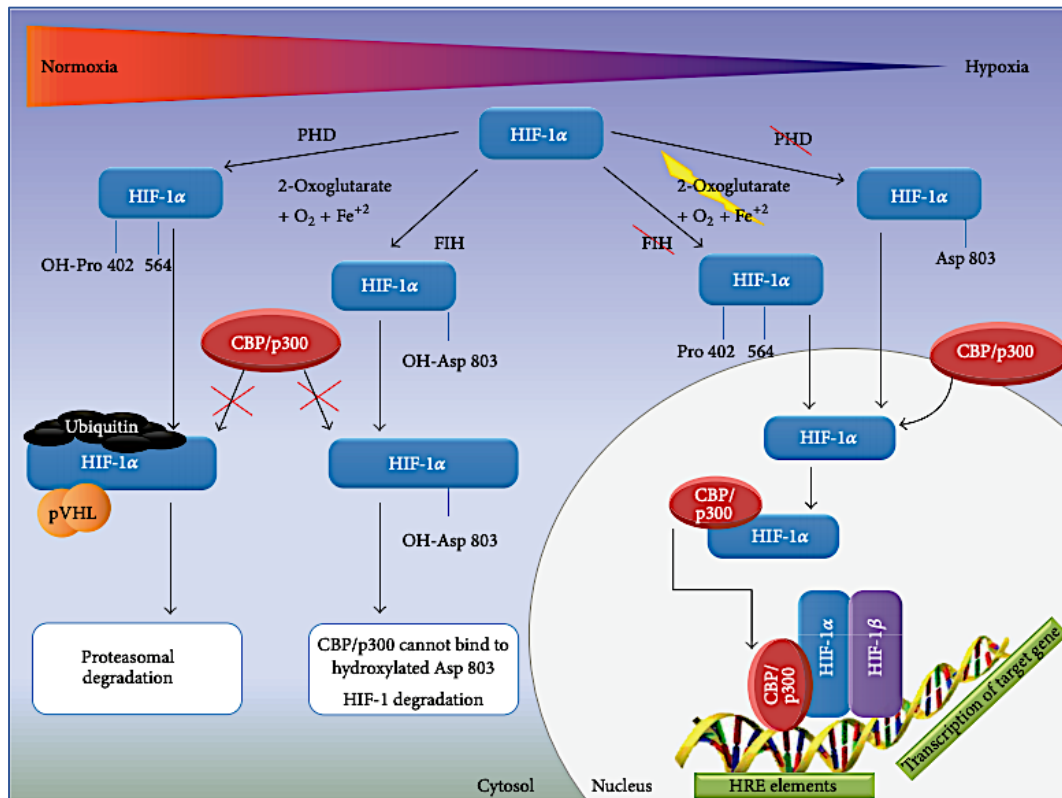 Normoxia
Hypoxia
HIF-1α
PHD
PHD
HIF-1α
2-Oxoglutarate
+ O₂ + Fe⁺²
2-Oxoglutarate
+ O₂ + Fe⁺²
HIF-1α
OH-Pro 402 564
FIH
FIH
Asp 803
HIF-1α
HIF-1α
CBP/p300
OH-Asp 803
Pro 402 564
CBP/p300
Ubiquitin
HIF-1α
pVHL
HIF-1α
OH-Asp 803
HIF-1α
CBP/
p300
HIF-1α
Proteasomal
degradation
CBP/p300 cannot bind to
hydroxylated Asp 803
HIF-1 degradation
HIF-1α
HIF-1β
CBP/
p300
Transcription of target gene
Cytosol
Nucleus
HRE elements